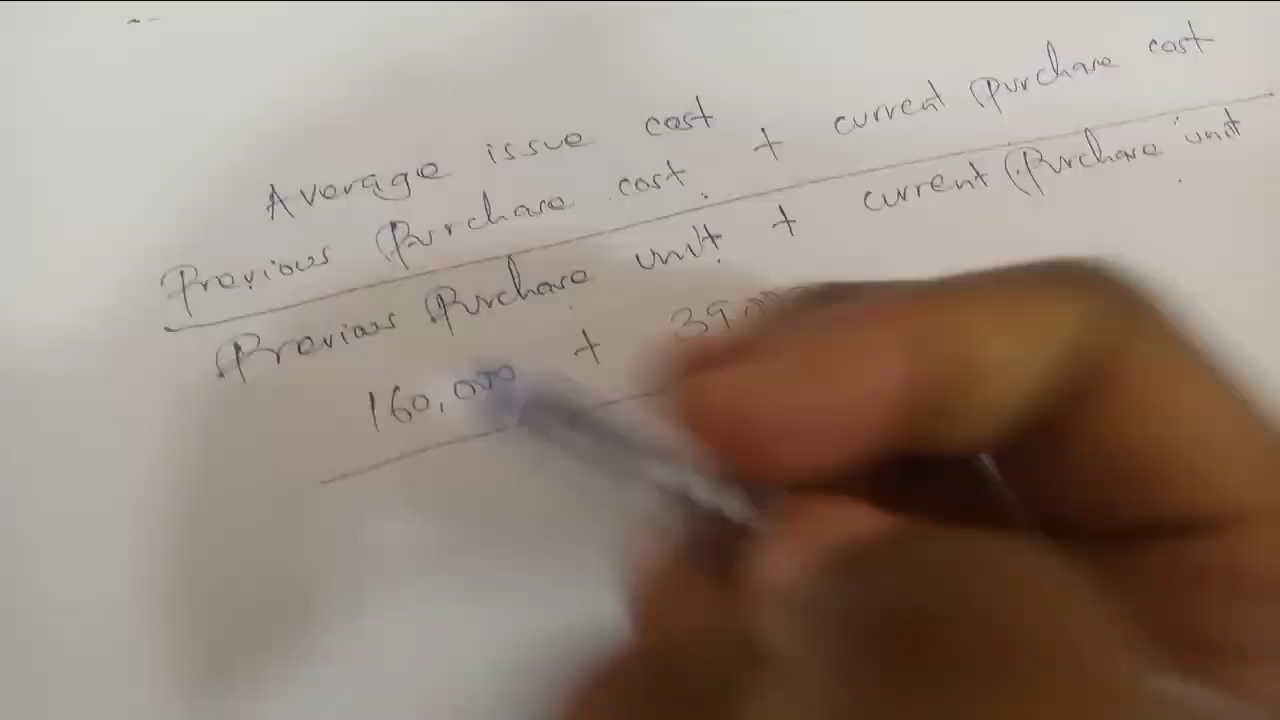 Average issue cost
Previous Purchase cost + current Purchase cost
Previous Purchase unit + current Purchase unit
160,000 +